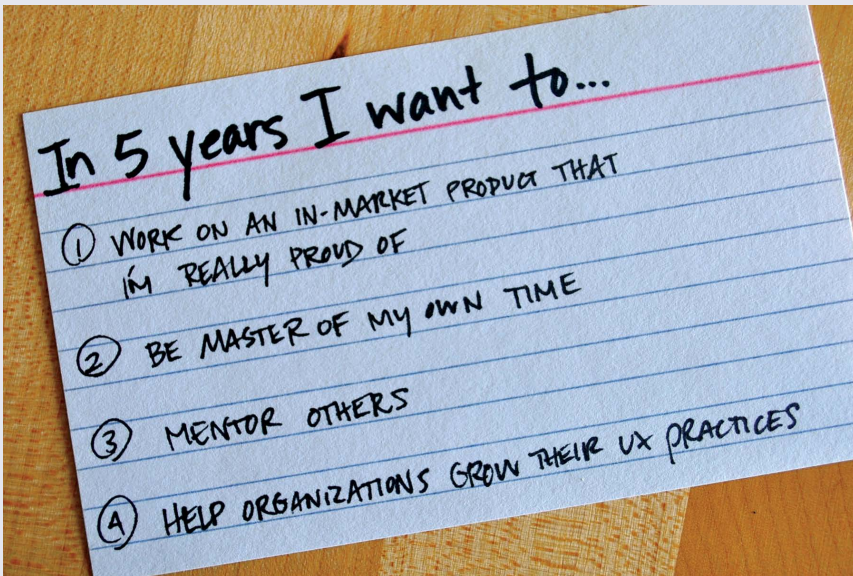 In 5 years I want to...
① WORK ON AN IN-MARKET PRODUCT THAT
I'M REALLY PROUD OF
② BE MASTER OF MY OWN TIME
③ MENTOR OTHERS
④ HELP ORGANIZATIONS GROW THEIR UX PRACTICES